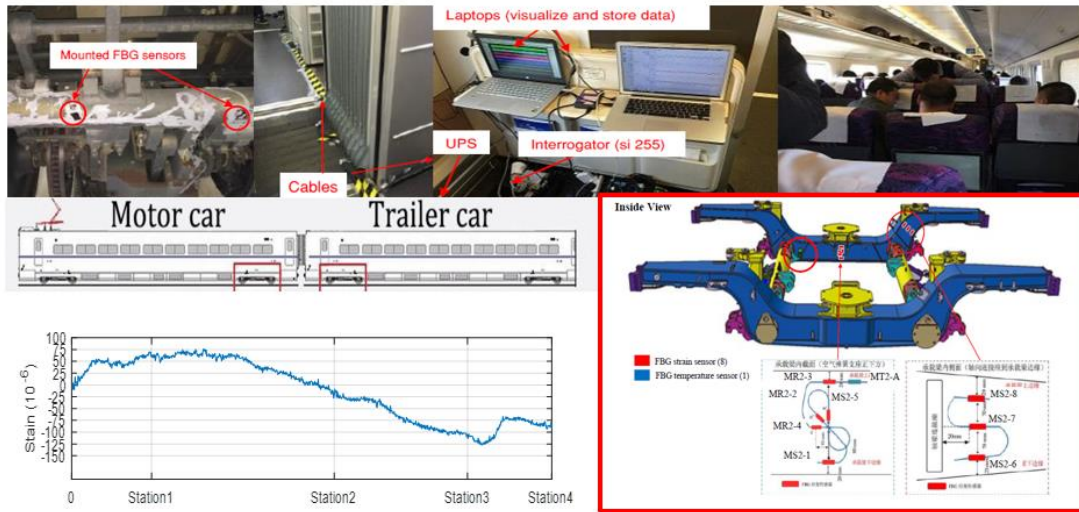 Mounted FBG sensors
Cables
Laptops (visualize and store data)
UPS
Interrogator (si 255)
Motor car
Trailer car
Stain (10⁻⁶)
100
75
50
25
0
-25
-50
-75
-100
-125
-150
0
Station1
Station2
Station3
Station4
Inside View
FBG strain sensor (8)
FBG temperature sensor (1)
MR2-3
MT2-A
MR2-2
MS2-5
MR2-4
MS2-1
MS2-8
MS2-7
20mm
MS2-6
FBG
FBG